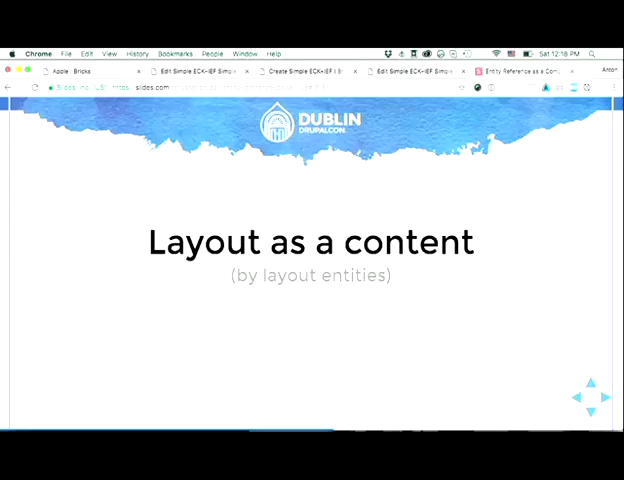 Chrome File Edit View History Bookmarks People Window Help Sat 12:18 PM
Apple : Bricks Edit Simple ECK+IEF Simp Create Simple ECK+IEF | B Edit Simple ECK+IEF Simp Entity Reference as a Con Anton
slides.com
DUBLIN
DRUPALCON
Layout as a content
(by layout entities)